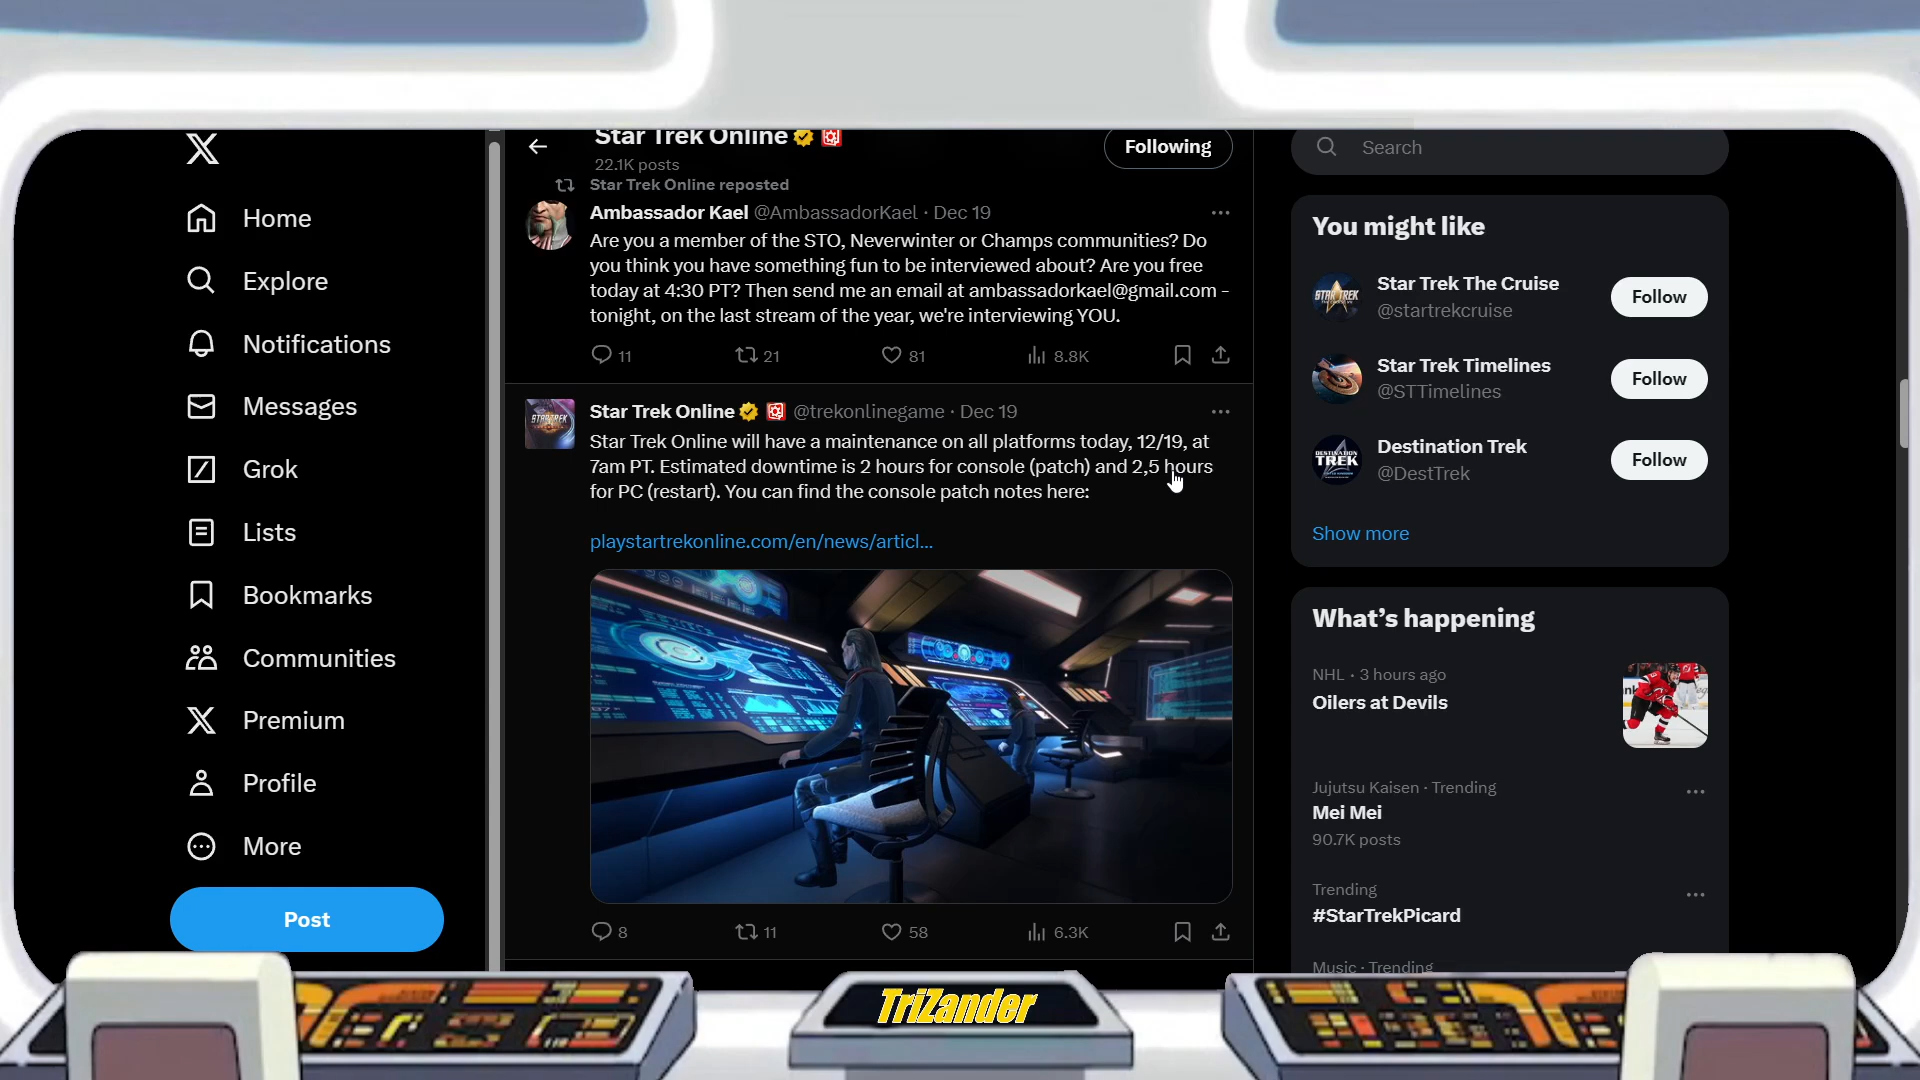 Star Trek Online
22.1K posts
Following
Search
Star Trek Online reposted
Ambassador Kael @AmbassadorKael · Dec 19
Are you a member of the STO, Neverwinter or Champs communities? Do
you think you have something fun to be interviewed about? Are you free
today at 4:30 PT? Then send me an email at ambassadorkael@gmail.com -
tonight, on the last stream of the year, we're interviewing YOU.
11 21 81 8.8K
Star Trek Online @trekonlinegame · Dec 19
Star Trek Online will have a maintenance on all platforms today, 12/19, at
7am PT. Estimated downtime is 2 hours for console (patch) and 2,5 hours
for PC (restart). You can find the console patch notes here:
playstartrekonline.com/en/news/articl...
8 11 58 6.3K
Home
Explore
Notifications
Messages
Grok
Lists
Bookmarks
Communities
Premium
Profile
More
Post
You might like
Star Trek The Cruise
@startrekcruise
Follow
Star Trek Timelines
@STTimelines
Follow
Destination Trek
@DestTrek
Follow
Show more
What's happening
NHL · 3 hours ago
Oilers at Devils
Jujutsu Kaisen · Trending
Mei Mei
90.7K posts
Trending
#StarTrekPicard
Music · Trending
TriZander